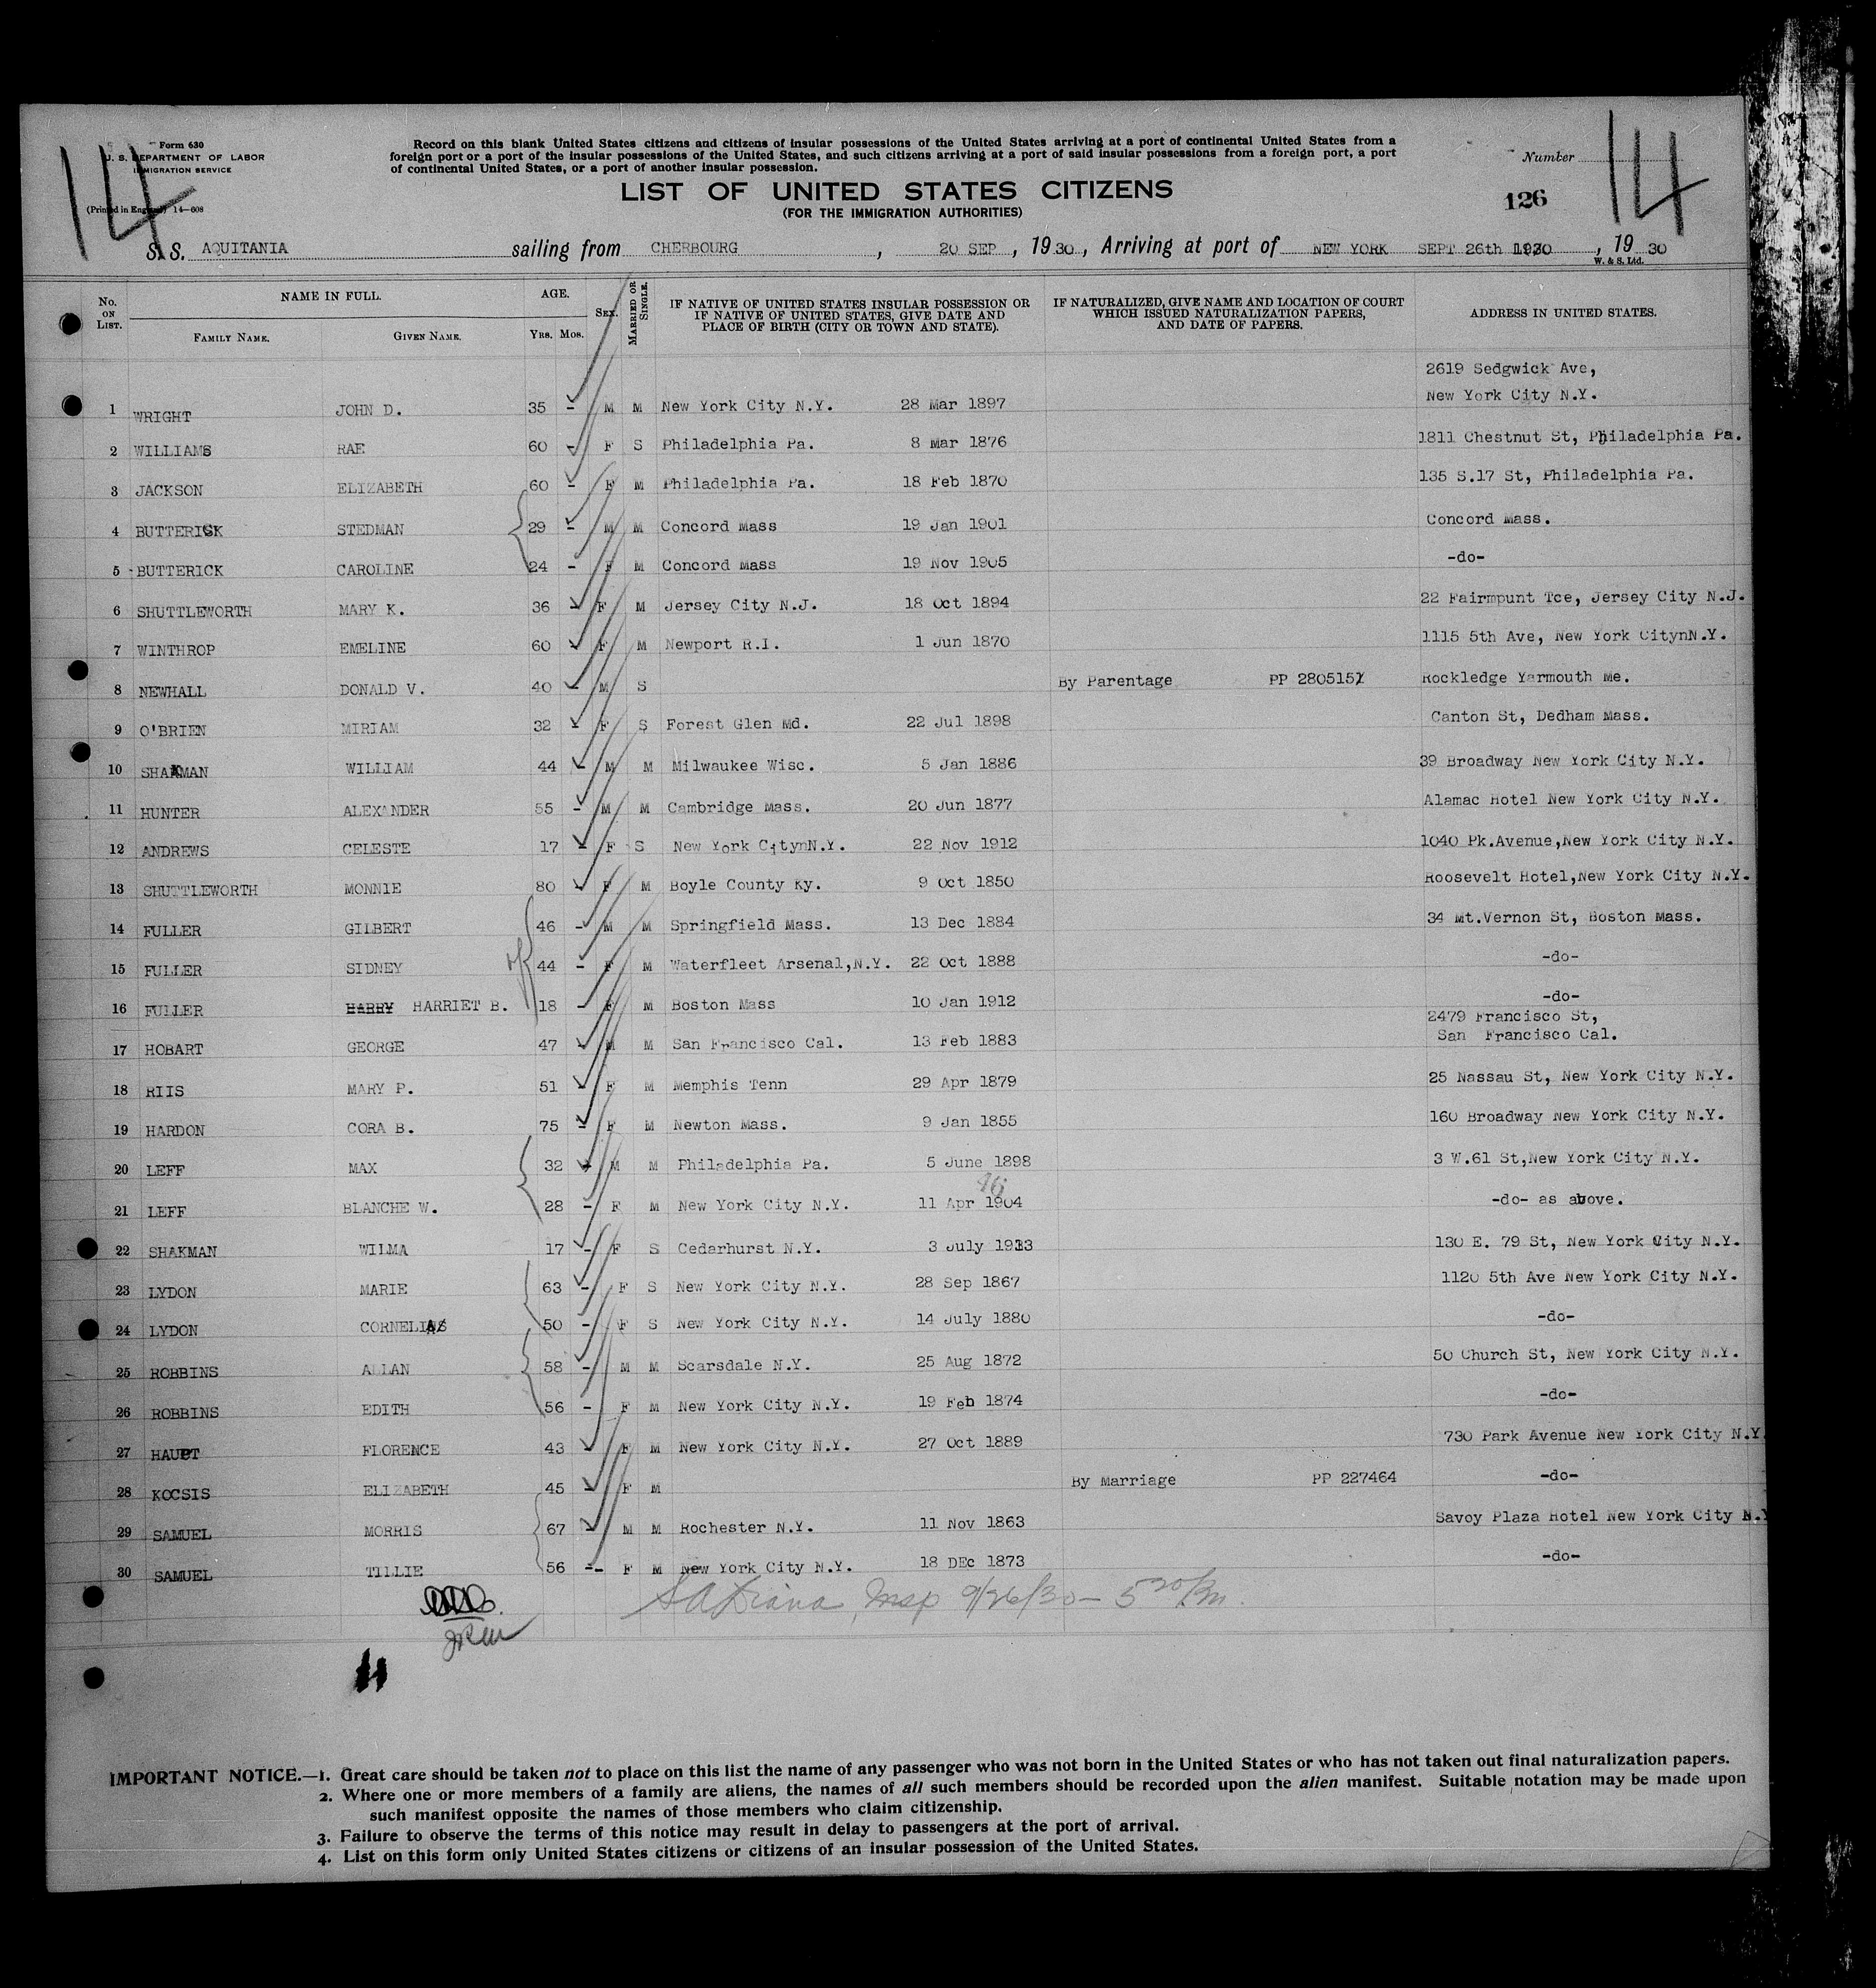 14
Form 630
U. S. DEPARTMENT OF LABOR
IMMIGRATION SERVICE
(Printed in England) 14-608
Record on this blank United States citizens and citizens of insular possessions of the United States arriving at a port of continental United States from a
foreign port or a port of the insular possessions of the United States, and such citizens arriving at a port of said insular possessions from a foreign port, a port
of continental United States, or a port of another insular possession.
LIST OF UNITED STATES CITIZENS
(FOR THE IMMIGRATION AUTHORITIES)
Number
126
14
S.S. AQUITANIA sailing from CHERBOURG , 20 SEP , 1930 , Arriving at port of NEW YORK SEPT 26th 1930 , 19 30
W. & S. Ltd.
No. ON LIST. NAME IN FULL. FAMILY NAME. GIVEN NAME. AGE. YRS. MOS. SEX. MARRIED OR SINGLE. IF NATIVE OF UNITED STATES INSULAR POSSESSION OR IF NATIVE OF UNITED STATES, GIVE DATE AND PLACE OF BIRTH (CITY OR TOWN AND STATE). IF NATURALIZED, GIVE NAME AND LOCATION OF COURT WHICH ISSUED NATURALIZATION PAPERS, AND DATE OF PAPERS. ADDRESS IN UNITED STATES.
2619 Sedgwick Ave,
1 WRIGHT JOHN D. 35 - M M New York City N.Y. 28 Mar 1897 New York City N.Y.
2 WILLIAMS RAE 60 - F S Philadelphia Pa. 8 Mar 1876 1811 Chestnut St, Philadelphia Pa.
3 JACKSON ELIZABETH 60 - F M Philadelphia Pa. 18 Feb 1870 135 S.17 St, Philadelphia Pa.
4 BUTTERICK STEDMAN 29 - M M Concord Mass 19 Jan 1901 Concord Mass.
5 BUTTERICK CAROLINE 24 - F M Concord Mass 19 Nov 1905 -do-
6 SHUTTLEWORTH MARY K. 36 - F M Jersey City N.J. 18 Oct 1894 22 Fairmpunt Tce, Jersey City N.J.
7 WINTHROP EMELINE 60 - F M Newport R.I. 1 Jun 1870 1115 5th Ave, New York CitynN.Y.
8 NEWHALL DONALD V. 40 - M S By Parentage PP 280515 Rockledge Yarmouth Me.
9 O'BRIEN MIRIAM 32 - F S Forest Glen Md. 22 Jul 1898 Canton St, Dedham Mass.
10 SHAKMAN WILLIAM 44 - M M Milwaukee Wisc. 5 Jan 1886 39 Broadway New York City N.Y.
11 HUNTER ALEXANDER 55 - M M Cambridge Mass. 20 Jun 1877 Alamac Hotel New York City N.Y.
12 ANDREWS CELESTE 17 - F S New York CitynN.Y. 22 Nov 1912 1040 Pk.Avenue,New York City N.Y.
13 SHUTTLEWORTH MONNIE 80 - F M Boyle County Ky. 9 Oct 1850 Roosevelt Hotel,New York City N.Y.
14 FULLER GILBERT 46 - M M Springfield Mass. 13 Dec 1884 34 Mt.Vernon St, Boston Mass.
15 FULLER SIDNEY 44 - F M Waterfleet Arsenal,N.Y. 22 Oct 1888 -do-
16 FULLER HARRY HARRIET B. 18 - F M Boston Mass 10 Jan 1912 -do-
2479 Francisco St,
17 HOBART GEORGE 47 - M M San Francisco Cal. 13 Feb 1883 San Francisco Cal.
18 RIIS MARY P. 51 - F M Memphis Tenn 29 Apr 1879 25 Nassau St, New York City N.Y.
19 HARDON CORA B. 75 - F M Newton Mass. 9 Jan 1855 160 Broadway New York City N.Y.
20 LEFF MAX 32 - M M Philadelphia Pa. 5 June 1898 3 W.61 St,New York City N.Y.
21 LEFF BLANCHE W. 28 - F M New York City N.Y. 11 Apr 1904 -do- as above.
22 SHAKMAN WILMA 17 - F S Cedarhurst N.Y. 3 July 1913 130 E. 79 St, New York City N.Y.
23 LYDON MARIE 63 - F S New York City N.Y. 28 Sep 1867 1120 5th Ave New York City N.Y.
24 LYDON CORNELIA 50 - F S New York City N.Y. 14 July 1880 -do-
25 ROBBINS ALLAN 58 - M M Scarsdale N.Y. 25 Aug 1872 50 Church St, New York City N.Y.
26 ROBBINS EDITH 56 - F M New York City N.Y. 19 Feb 1874 -do-
27 HAUPT FLORENCE 43 - F M New York City N.Y. 27 Oct 1889 730 Park Avenue New York City N.Y
28 KOCSIS ELIZABETH 45 - F M By Marriage PP 227464 -do-
29 SAMUEL MORRIS 67 - M M Rochester N.Y. 11 Nov 1863 Savoy Plaza Hotel New York City N.Y
30 SAMUEL TILLIE 56 -- F M New York City N.Y. 18 DEc 1873 -do-
Insp 9/26/30 - 5 20 Pm.
IMPORTANT NOTICE.—1. Great care should be taken not to place on this list the name of any passenger who was not born in the United States or who has not taken out final naturalization papers.
2. Where one or more members of a family are aliens, the names of all such members should be recorded upon the alien manifest. Suitable notation may be made upon
such manifest opposite the names of those members who claim citizenship.
3. Failure to observe the terms of this notice may result in delay to passengers at the port of arrival.
4. List on this form only United States citizens or citizens of an insular possession of the United States.